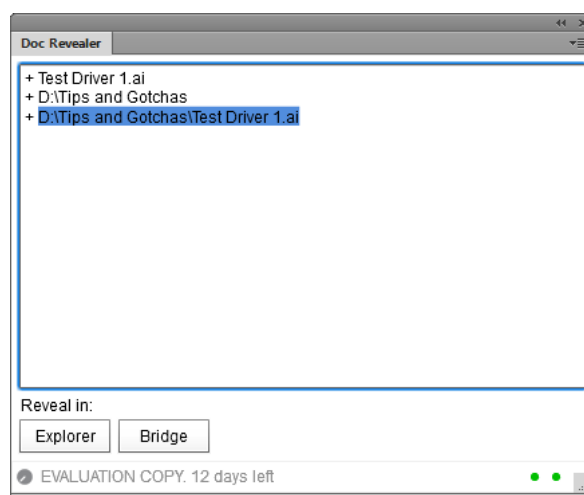 Doc Revealer
+ Test Driver 1.ai
+ D:\Tips and Gotchas
+ D:\Tips and Gotchas\Test Driver 1.ai
Reveal in:
Explorer
Bridge
EVALUATION COPY. 12 days left